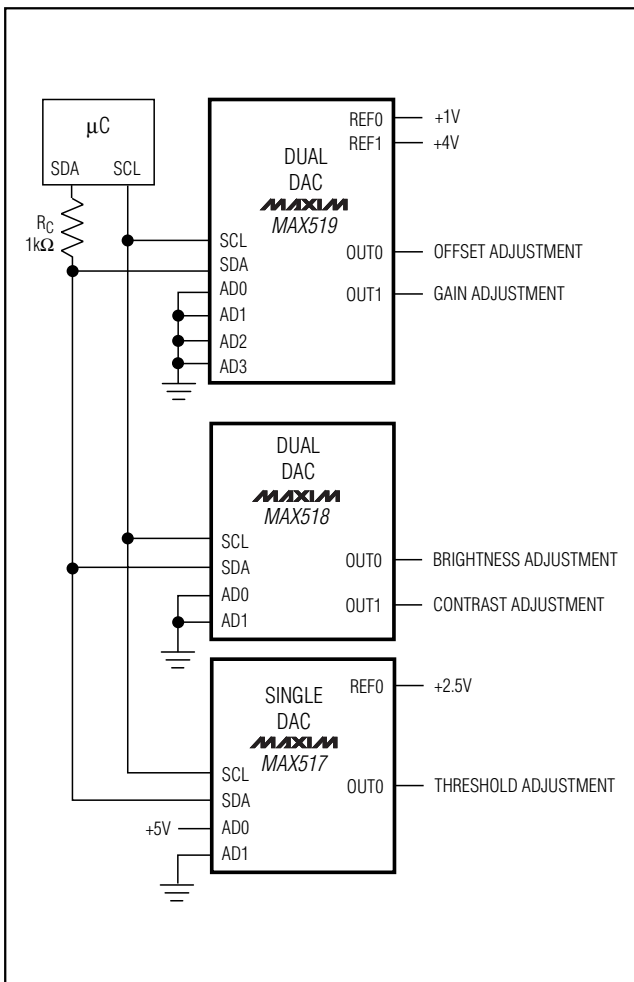 μC
SDA SCL
RC
1kΩ
DUAL
DAC
MAXIM
MAX519
REF0
REF1
SCL
SDA
AD0
AD1
AD2
AD3
OUT0
OUT1
+1V
+4V
OFFSET ADJUSTMENT
GAIN ADJUSTMENT
DUAL
DAC
MAXIM
MAX518
SCL
SDA
AD0
AD1
OUT0
OUT1
BRIGHTNESS ADJUSTMENT
CONTRAST ADJUSTMENT
SINGLE
DAC
MAXIM
MAX517
REF0
+2.5V
SCL
SDA
+5V
AD0
AD1
OUT0
THRESHOLD ADJUSTMENT